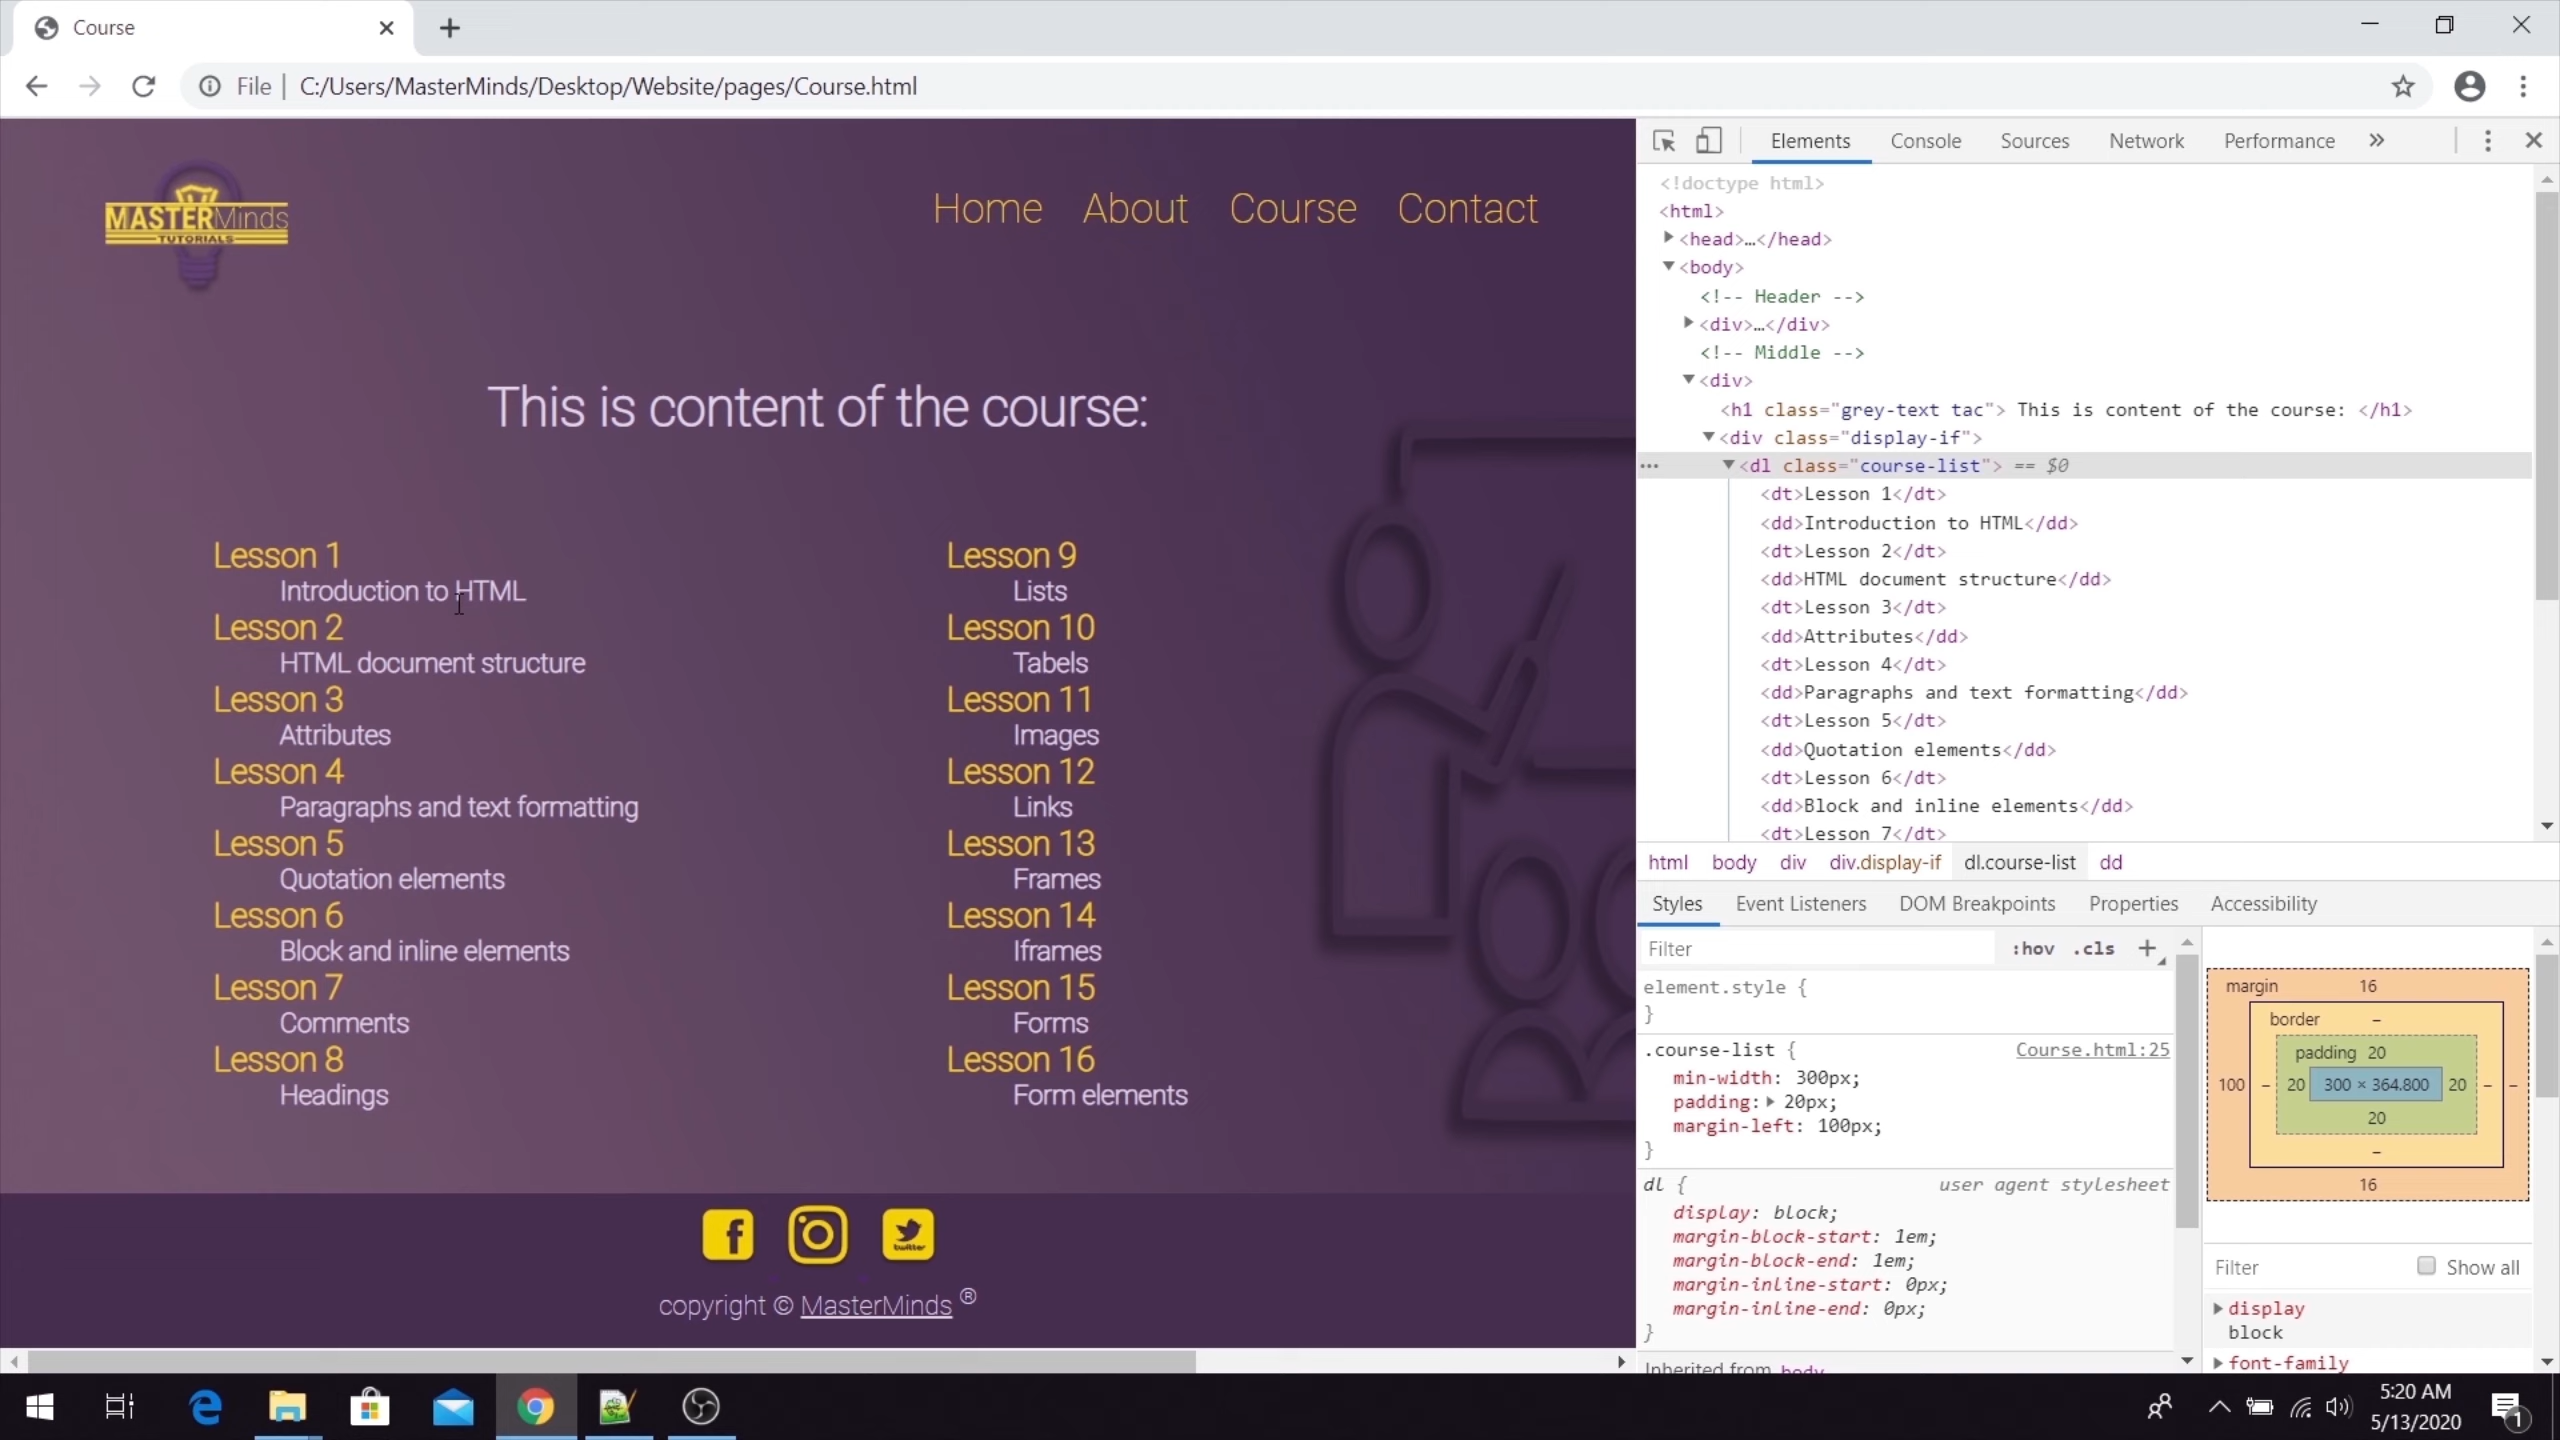 Course
File | C:/Users/MasterMinds/Desktop/Website/pages/Course.html
MASTERMinds
TUTORIALS
Home About Course Contact
This is content of the course:
Lesson 1
Introduction to HTML
Lesson 2
HTML document structure
Lesson 3
Attributes
Lesson 4
Paragraphs and text formatting
Lesson 5
Quotation elements
Lesson 6
Block and inline elements
Lesson 7
Comments
Lesson 8
Headings
Lesson 9
Lists
Lesson 10
Tabels
Lesson 11
Images
Lesson 12
Links
Lesson 13
Frames
Lesson 14
Iframes
Lesson 15
Forms
Lesson 16
Form elements
twitter
copyright © MasterMinds ®
Elements Console Sources Network Performance »
<!doctype html>
<html>
<head>…</head>
<body>
<!-- Header -->
<div>…</div>
<!-- Middle -->
<div>
<h1 class="grey-text tac"> This is content of the course: </h1>
<div class="display-if">
<dl class="course-list"> == $0
<dt>Lesson 1</dt>
<dd>Introduction to HTML</dd>
<dt>Lesson 2</dt>
<dd>HTML document structure</dd>
<dt>Lesson 3</dt>
<dd>Attributes</dd>
<dt>Lesson 4</dt>
<dd>Paragraphs and text formatting</dd>
<dt>Lesson 5</dt>
<dd>Quotation elements</dd>
<dt>Lesson 6</dt>
<dd>Block and inline elements</dd>
<dt>Lesson 7</dt>
html body div div.display-if dl.course-list dd
Styles Event Listeners DOM Breakpoints Properties Accessibility
Filter :hov .cls +
element.style {
}
.course-list { Course.html:25
min-width: 300px;
padding: 20px;
margin-left: 100px;
}
dl { user agent stylesheet
display: block;
margin-block-start: 1em;
margin-block-end: 1em;
margin-inline-start: 0px;
margin-inline-end: 0px;
}
Inherited from body
margin 16
border –
padding 20
100 – 20 300 × 364.800 20 – –
20
–
16
Filter Show all
display
block
font-family
5:20 AM
5/13/2020
1